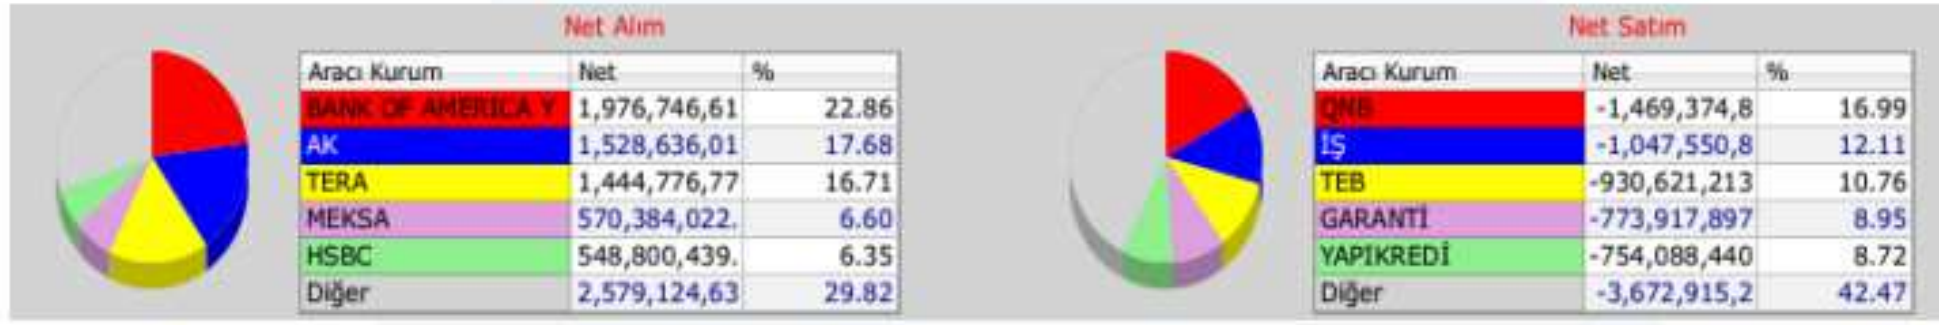 Net Alım
Aracı Kurum Net %
BANK OF AMERICA Y 1,976,746,61 22.86
AK 1,528,636,01 17.68
TERA 1,444,776,77 16.71
MEKSA 570,384,022. 6.60
HSBC 548,800,439. 6.35
Diğer 2,579,124,63 29.82
Net Satım
Aracı Kurum Net %
QNB -1,469,374,8 16.99
İŞ -1,047,550,8 12.11
TEB -930,621,213 10.76
GARANTİ -773,917,897 8.95
YAPIKREDİ -754,088,440 8.72
Diğer -3,672,915,2 42.47